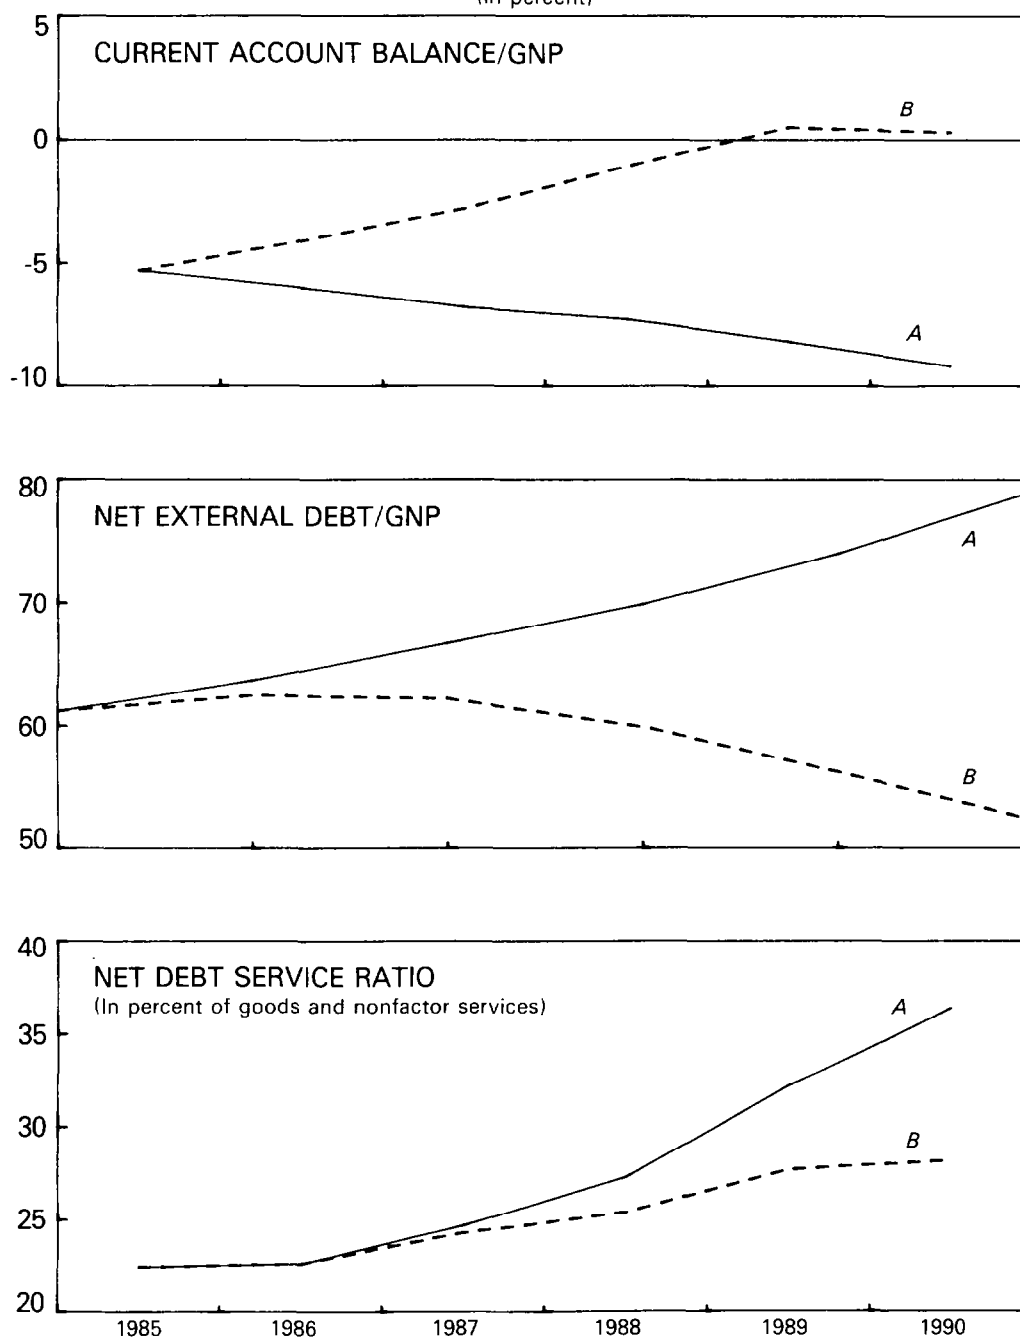 (In percent)
5
CURRENT ACCOUNT BALANCE/GNP
B
0
-5
A
-10
80
NET EXTERNAL DEBT/GNP
A
70
60
B
50
40
NET DEBT SERVICE RATIO
(In percent of goods and nonfactor services)
A
35
30
B
25
20
1985 1986 1987 1988 1989 1990